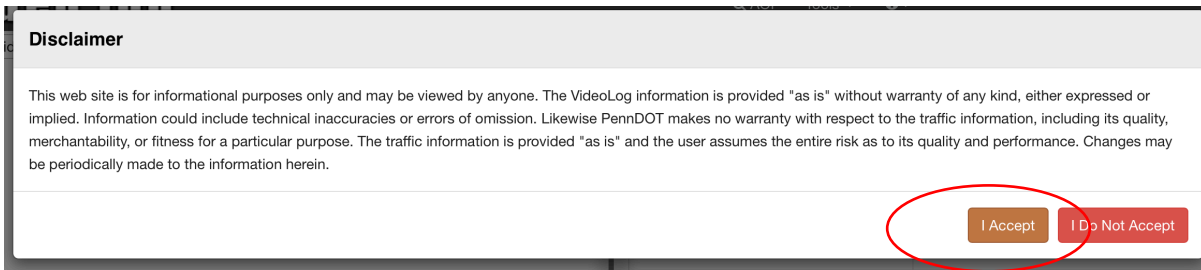 Disclaimer
This web site is for informational purposes only and may be viewed by anyone. The VideoLog information is provided "as is" without warranty of any kind, either expressed or
implied. Information could include technical inaccuracies or errors of omission. Likewise PennDOT makes no warranty with respect to the traffic information, including its quality,
merchantability, or fitness for a particular purpose. The traffic information is provided "as is" and the user assumes the entire risk as to its quality and performance. Changes may
be periodically made to the information herein.
I Accept I Do Not Accept